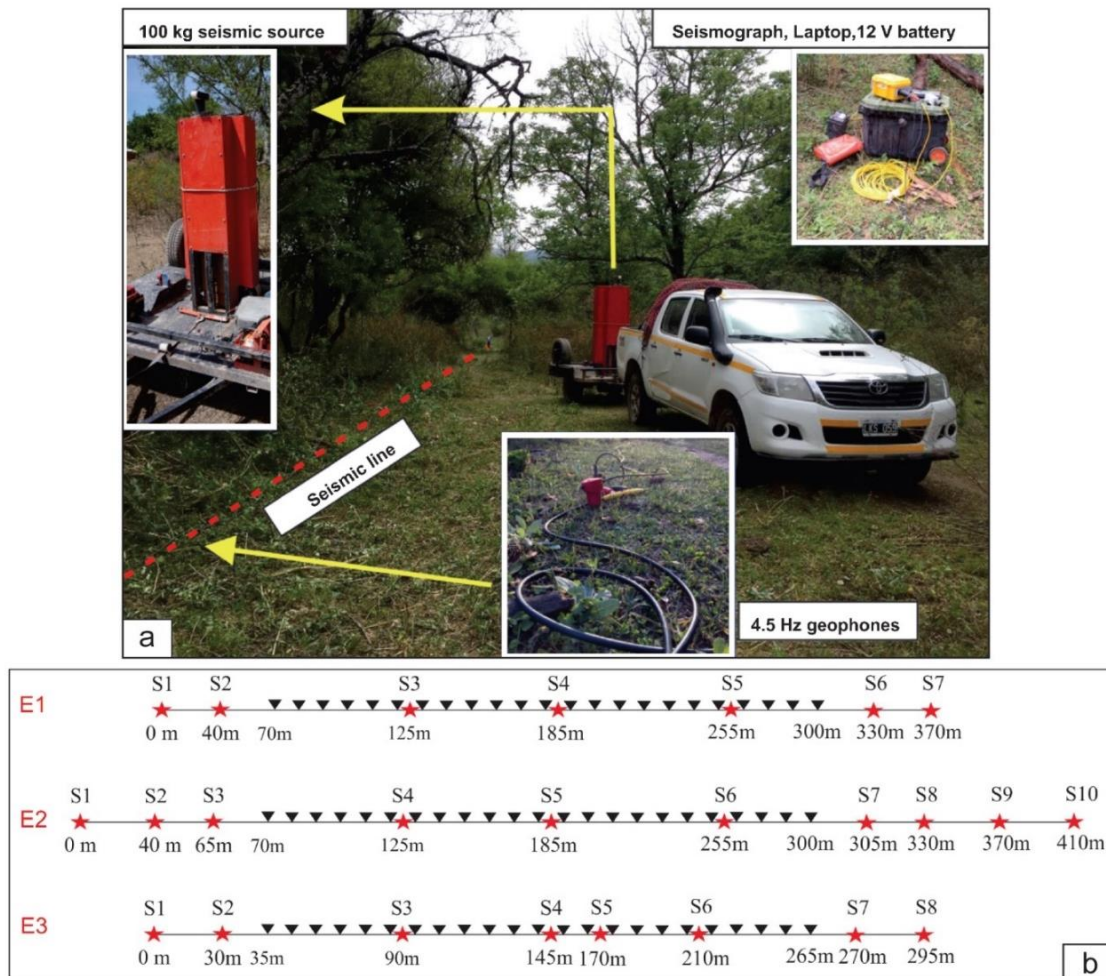 100 kg seismic source
Seismograph, Laptop,12 V battery
Seismic line
4.5 Hz geophones
a
E1
S1 S2 S3 S4 S5 S6 S7
0 m 40m 70m 125m 185m 255m 300m 330m 370m
E2
S1 S2 S3 S4 S5 S6 S7 S8 S9 S10
0 m 40 m 65m 70m 125m 185m 255m 300m 305m 330m 370m 410m
E3
S1 S2 S3 S4 S5 S6 S7 S8
0 m 30m 35m 90m 145m 170m 210m 265m 270m 295m
b